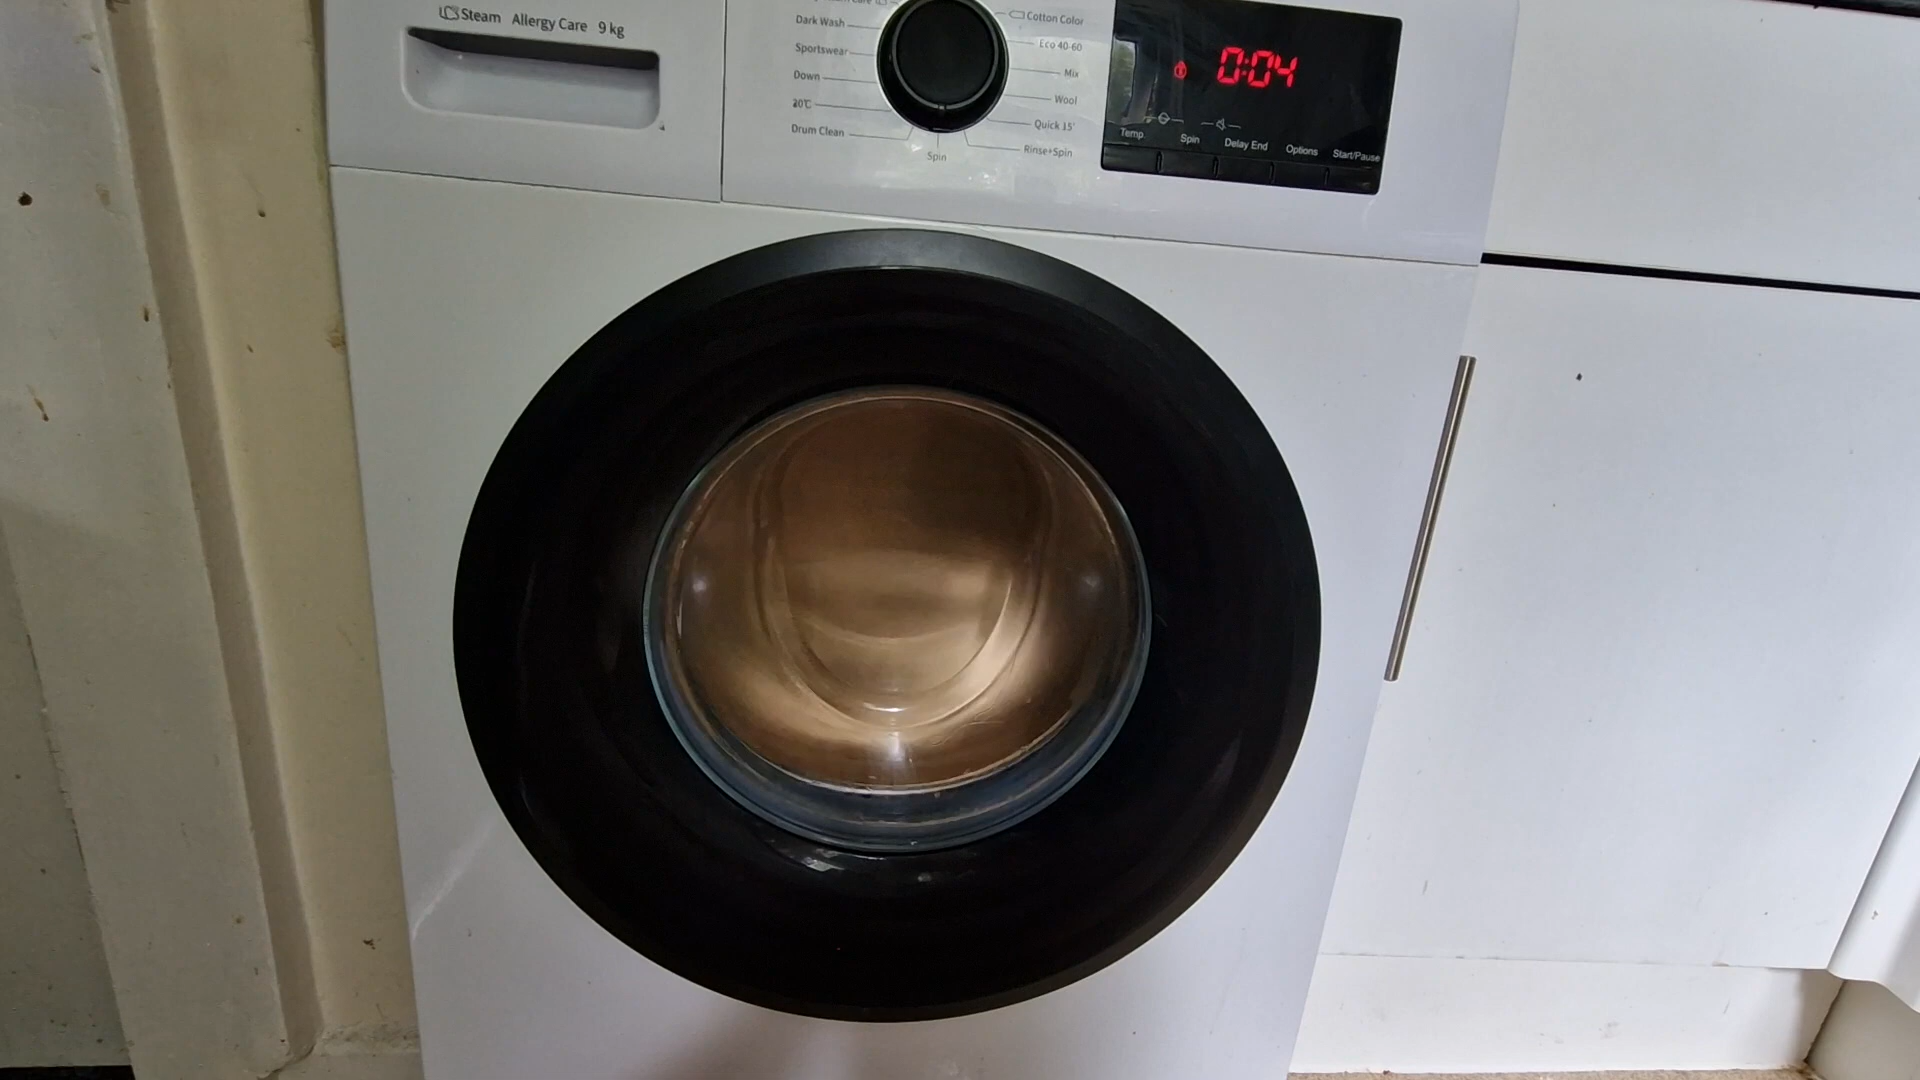 Steam Allergy Care 9 kg
Dark Wash
Sportswear
Down
20℃
Drum Clean
Spin
Cotton Color
Eco 40-60
Mix
Wool
Quick 15'
Rinse+Spin
0:04
Temp. Spin Delay End Options Start/Pause